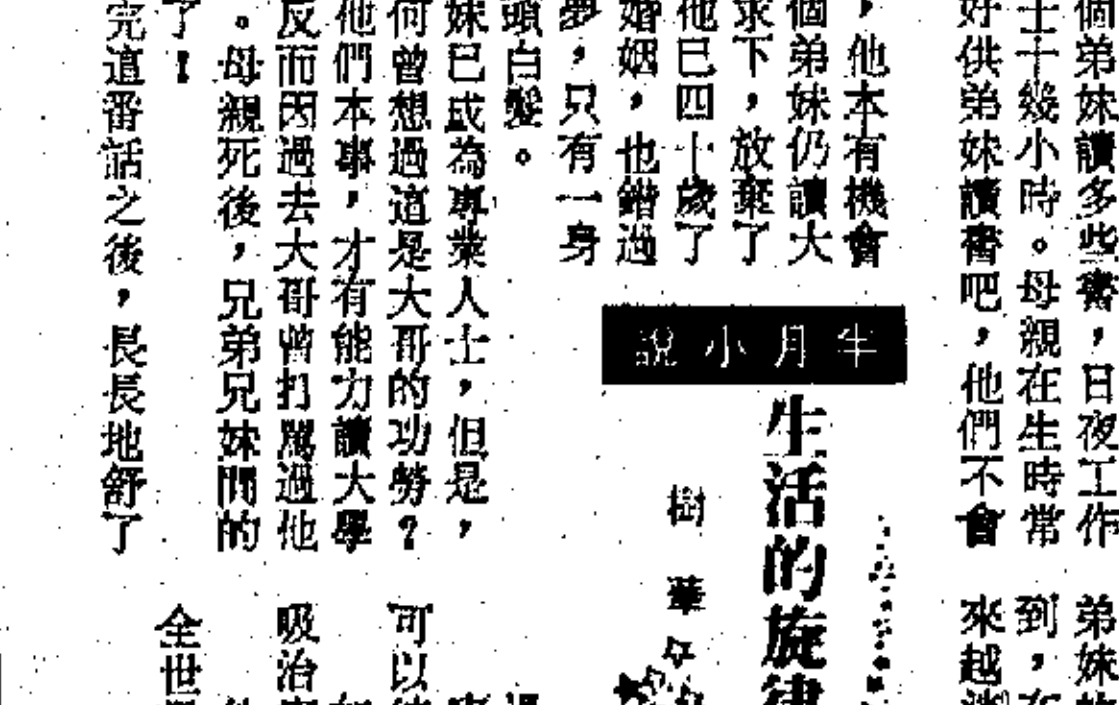 個弟妹讀多些書，日夜工作
士十幾小時。母親在生時常
好供弟妹讀書吧，他們不會
，他本有機會
個弟妹仍讀大
求下，放棄了
他已四十歲了
婚姻，也錯過
夢，只有一身
頭白髮。
妹已成為專業人士，但是，
何曾想過這是大哥的功勞？
他們本事，才有能力讀大學
反而因過去大哥曾打罵過他
。母親死後，兄弟兄妹間的
了！
完這番話之後，長長地舒了
半月小說
生活的旋律
樹華
弟妹
到，在
來越
可以
吸治
全世